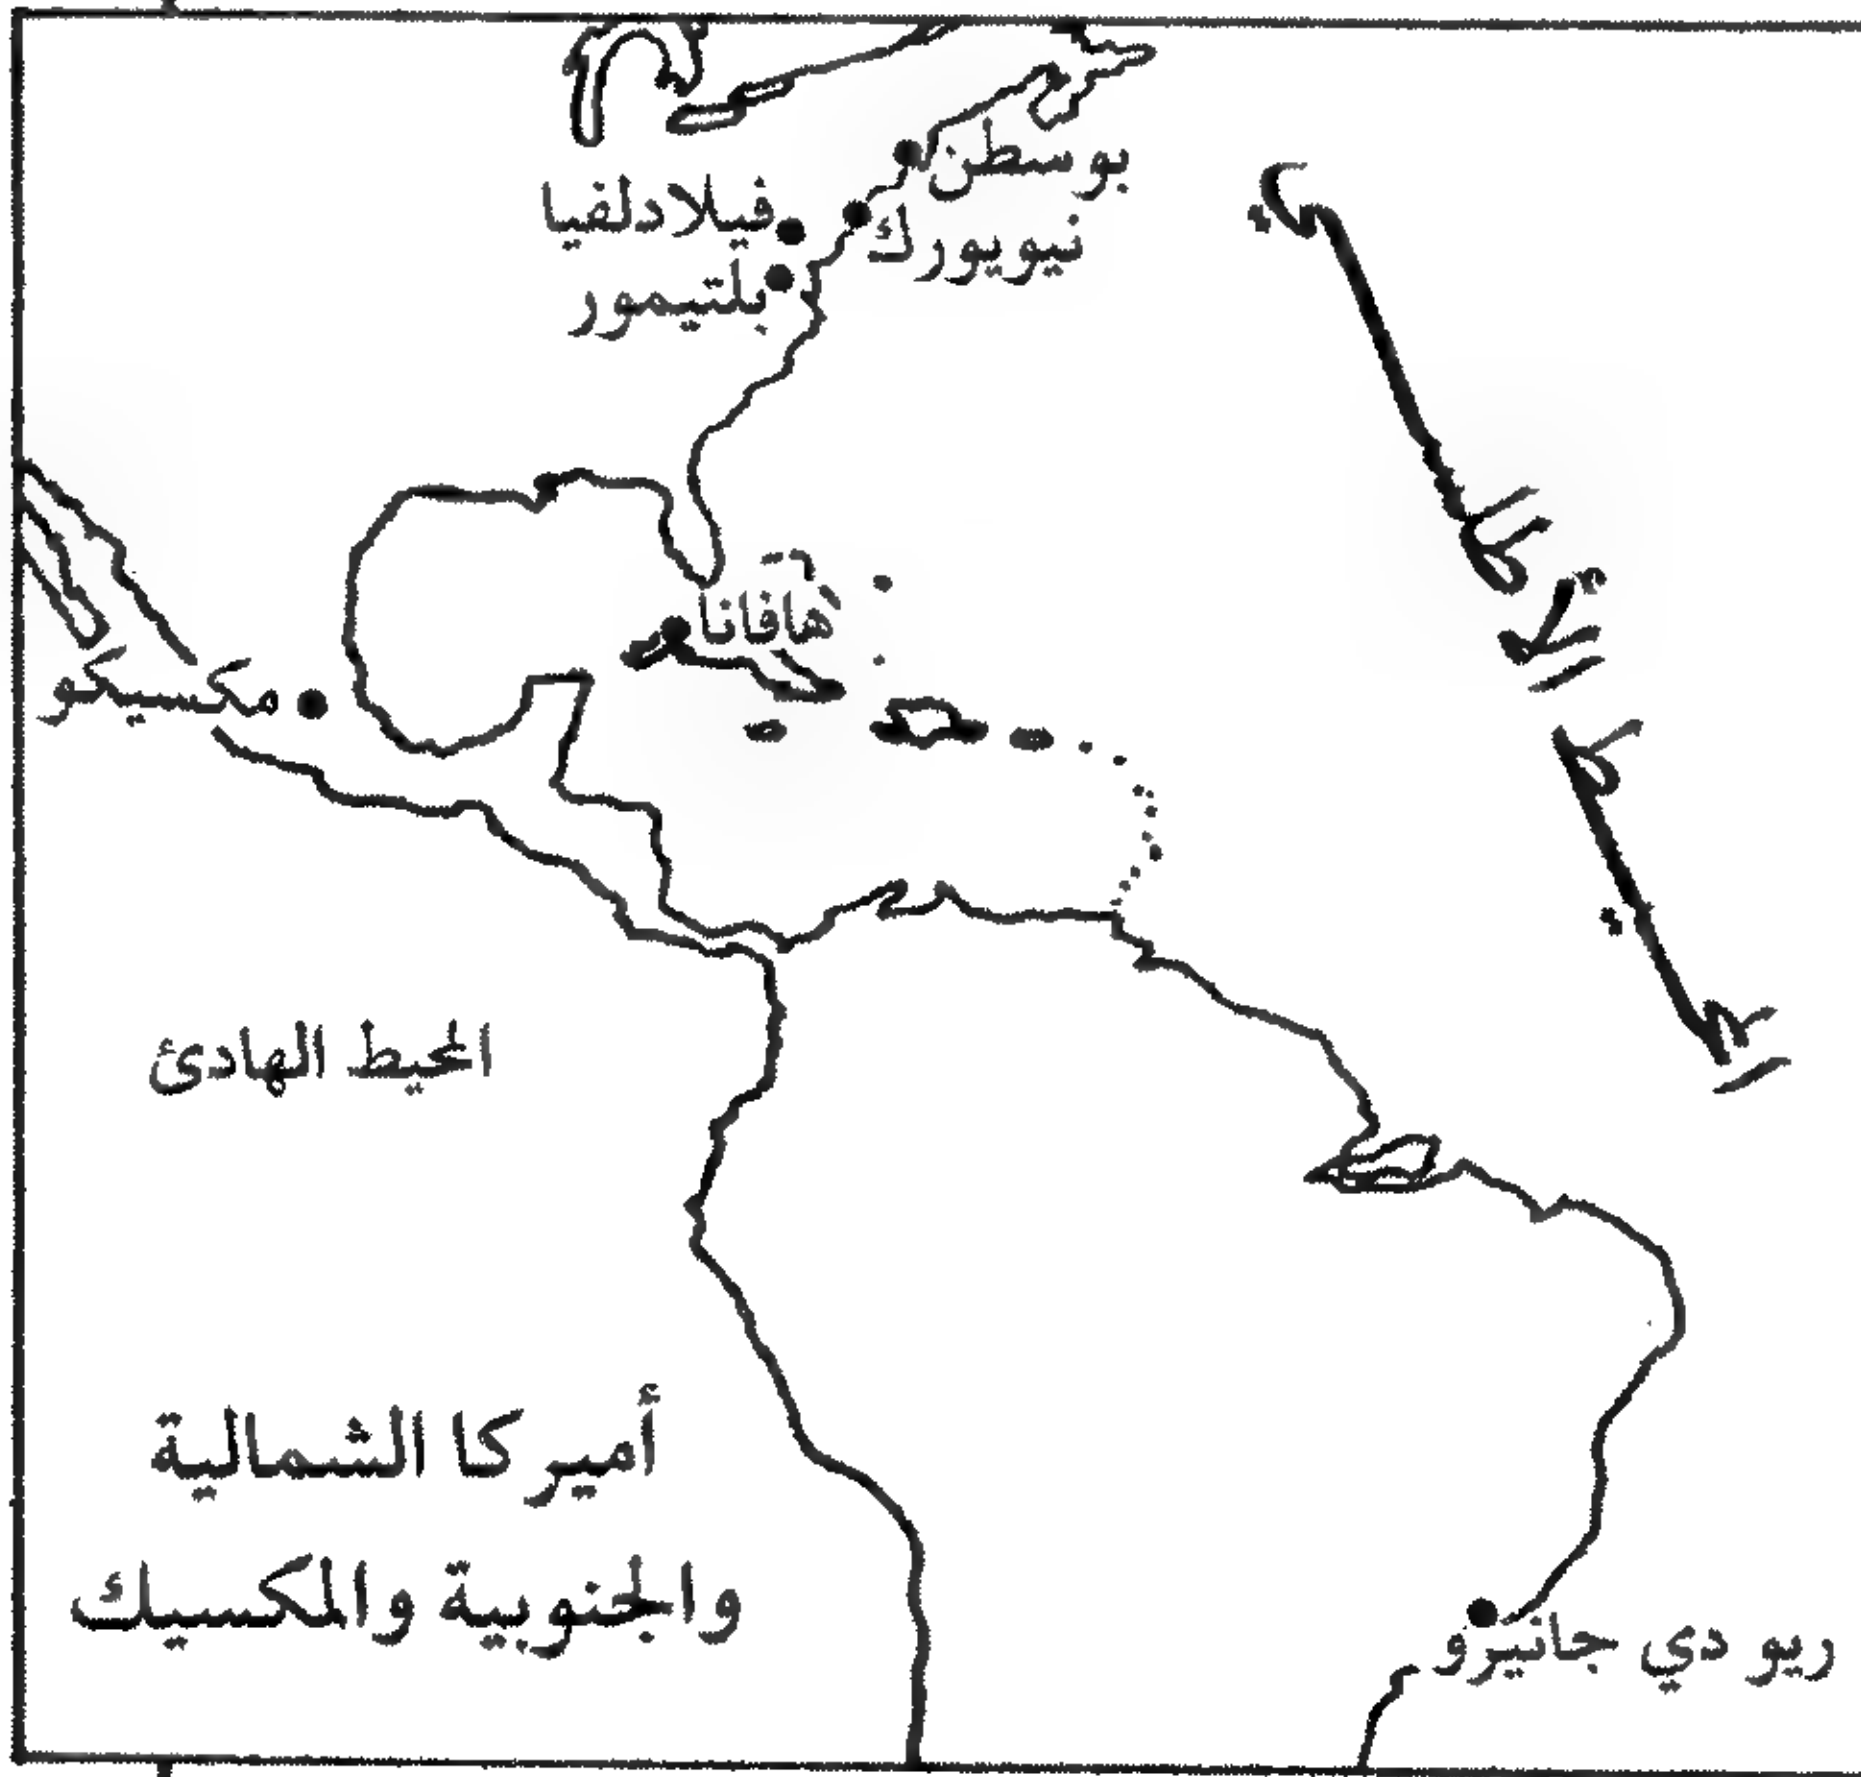 بوسطن
فيلادلفيا
نيويورك
بلتيمور
هافانا
مكسيكو
المحيط الأطلسي
المحيط الهادئ
أميركا الشمالية
والجنوبية والمكسيك
ريو دي جانيرو